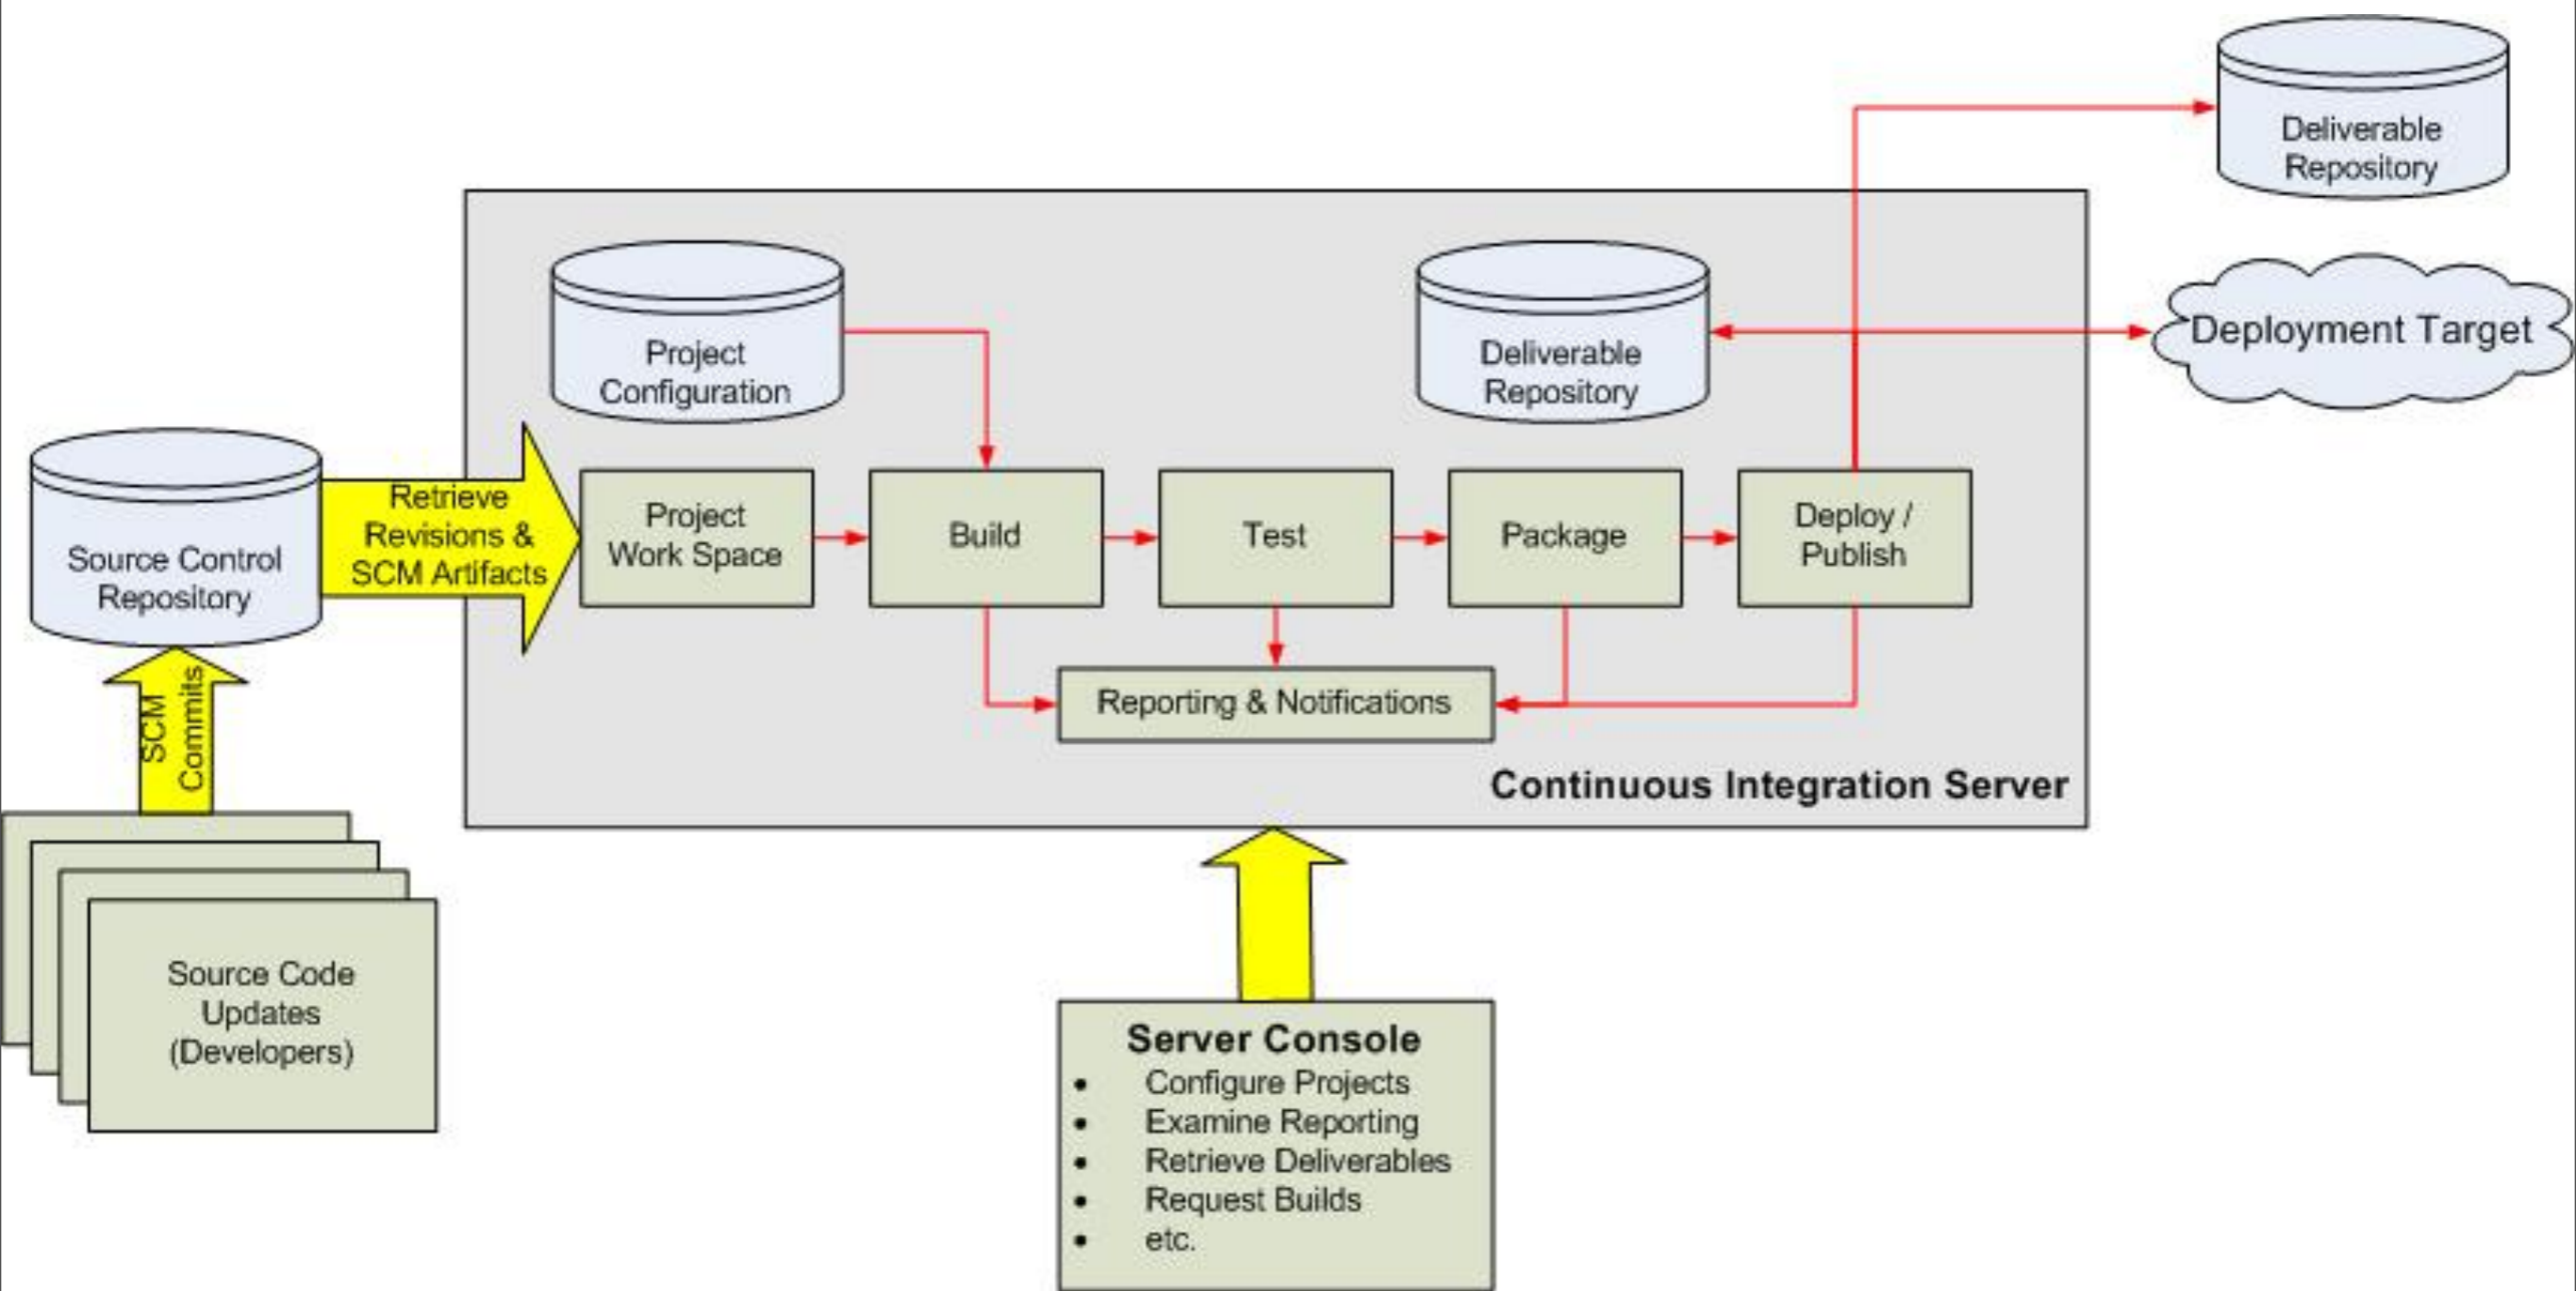 Deliverable
Repository
Project
Configuration
Deliverable
Repository
Deployment Target
Source Control
Repository
Retrieve
Revisions &
SCM Artifacts
Project
Work Space
Build
Test
Package
Deploy /
Publish
Reporting & Notifications
Continuous Integration Server
SCM
Commits
Source Code
Updates
(Developers)
Server Console
• Configure Projects
• Examine Reporting
• Retrieve Deliverables
• Request Builds
• etc.